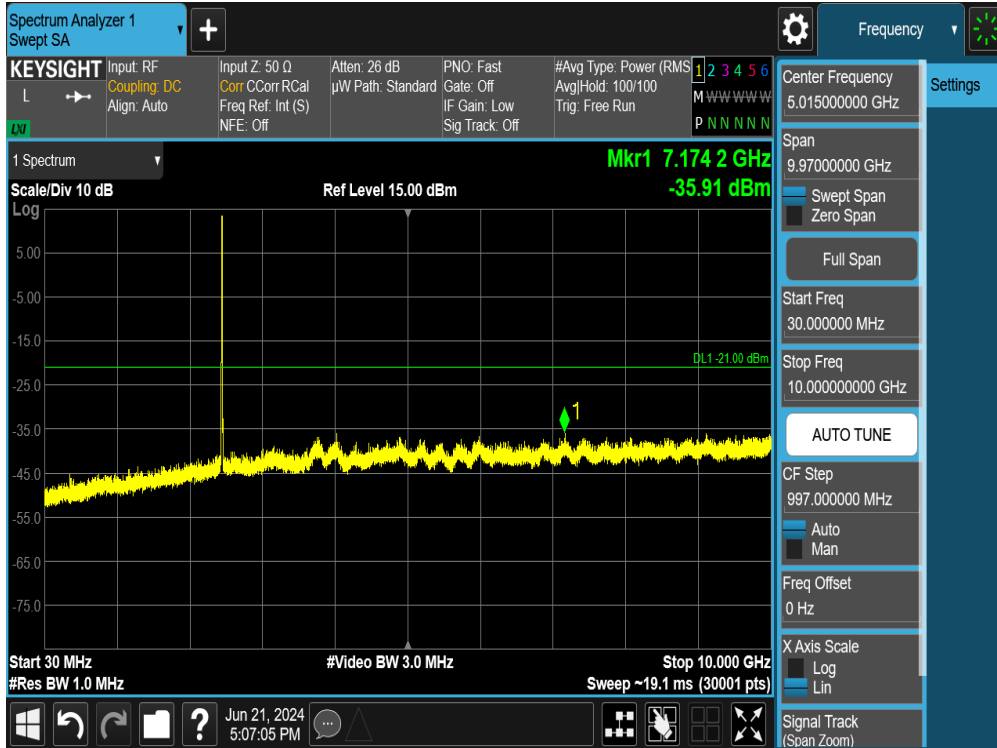 Spectrum Analyzer 1
Swept SA
Frequency
KEYSIGHT
L
LXI
Input: RF
Coupling: DC
Align: Auto
Input Z: 50 Ω
Corr CCorr RCal
Freq Ref: Int (S)
NFE: Off
Atten: 26 dB
µW Path: Standard
PNO: Fast
Gate: Off
IF Gain: Low
Sig Track: Off
#Avg Type: Power (RMS
Avg|Hold: 100/100
Trig: Free Run
1 2 3 4 5 6
M W W W W W W
P N N N N N
1 Spectrum
Mkr1 7.174 2 GHz
Scale/Div 10 dB
Ref Level 15.00 dBm
-35.91 dBm
Log
5.00
-5.00
-15.0
DL1 -21.00 dBm
-25.0
1
-35.0
-45.0
-55.0
-65.0
-75.0
Start 30 MHz
#Video BW 3.0 MHz
Stop 10.000 GHz
#Res BW 1.0 MHz
Sweep ~19.1 ms (30001 pts)
Center Frequency
5.015000000 GHz
Settings
Span
9.97000000 GHz
Swept Span
Zero Span
Full Span
Start Freq
30.000000 MHz
Stop Freq
10.000000000 GHz
AUTO TUNE
CF Step
997.000000 MHz
Auto
Man
Freq Offset
0 Hz
X Axis Scale
Log
Lin
Signal Track
(Span Zoom)
?
Jun 21, 2024
5:07:05 PM